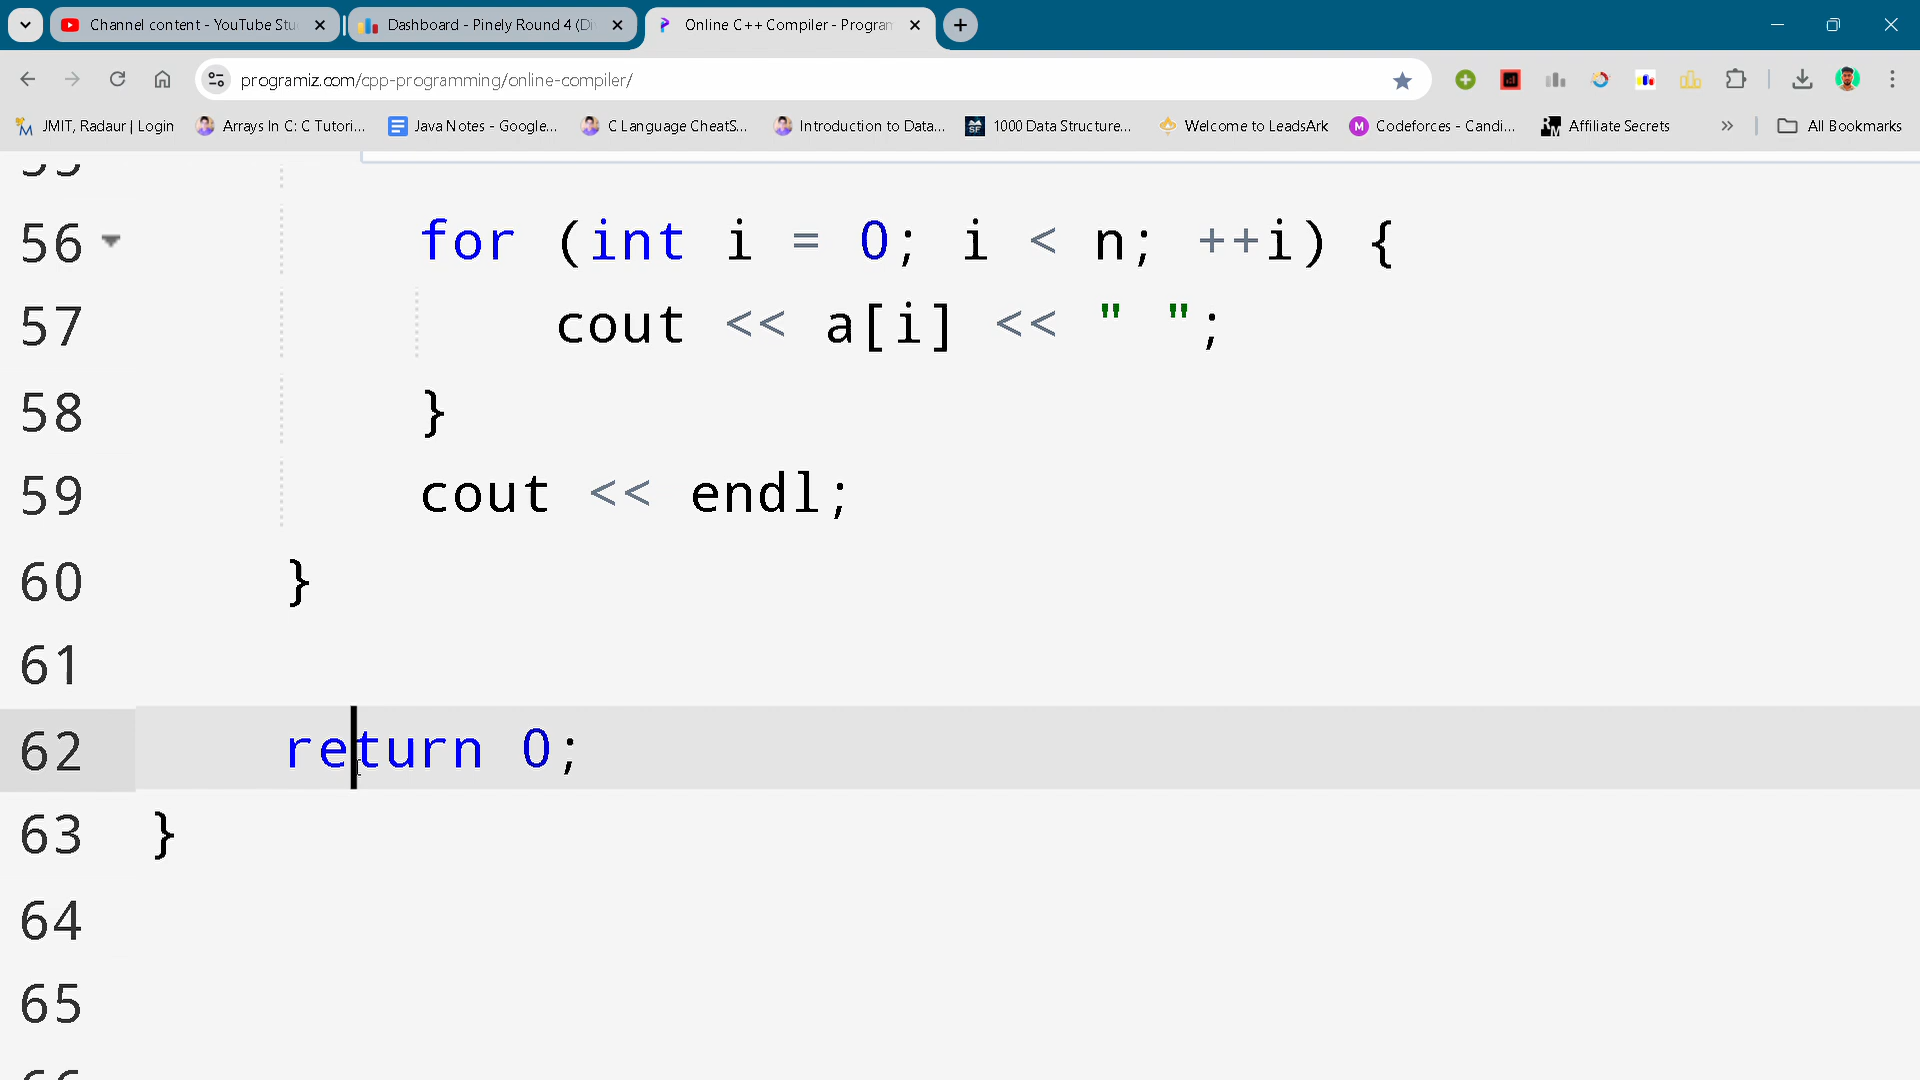 Channel content - YouTube Stu
Dashboard - Pinely Round 4 (Di
Online C++ Compiler - Program
programiz.com/cpp-programming/online-compiler/
JMIT, Radaur | Login
Arrays In C: C Tutori...
Java Notes - Google...
C Language CheatS...
Introduction to Data...
1000 Data Structure...
Welcome to LeadsArk
Codeforces - Candi...
Affiliate Secrets
All Bookmarks
55
56 for (int i = 0; i < n; ++i) {
57 cout << a[i] << " ";
58 }
59 cout << endl;
60 }
61
62 return 0;
63 }
64
65
66